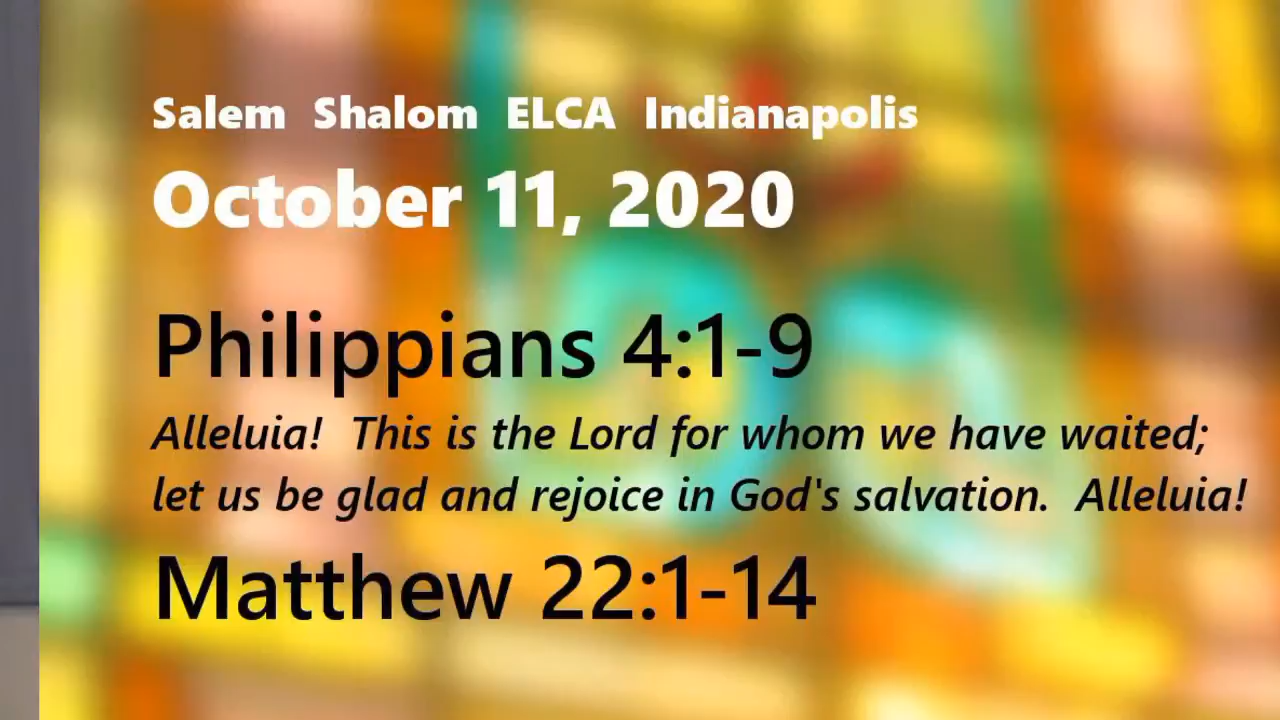 Salem Shalom ELCA Indianapolis
October 11, 2020
Philippians 4:1-9
Alleluia! This is the Lord for whom we have waited;
let us be glad and rejoice in God's salvation. Alleluia!
Matthew 22:1-14